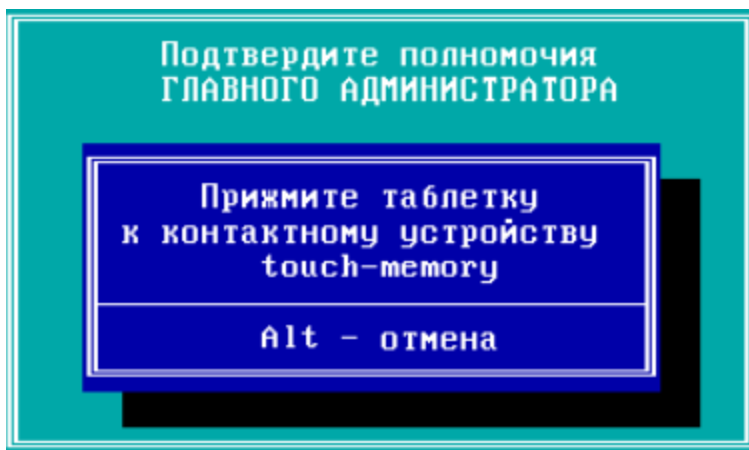 Подтвердите полномочия
ГЛАВНОГО АДМИНИСТРАТОРА
Прижмите таблетку
к контактному устройству
touch-memory
Alt - отмена